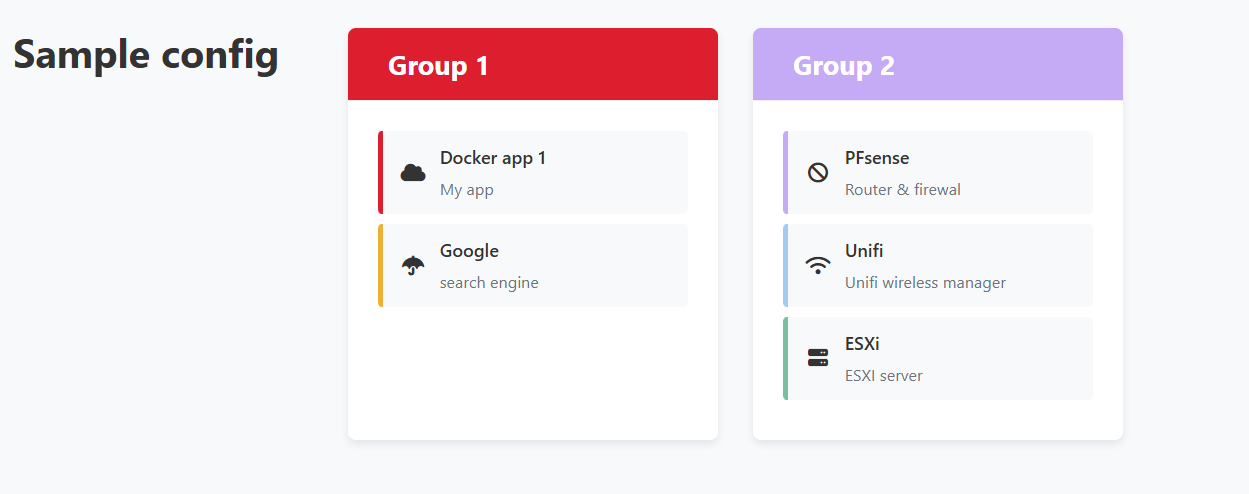 Sample config
Group 1
Docker app 1
My app
Google
search engine
Group 2
PFsense
Router & firewal
Unifi
Unifi wireless manager
ESXi
ESXI server